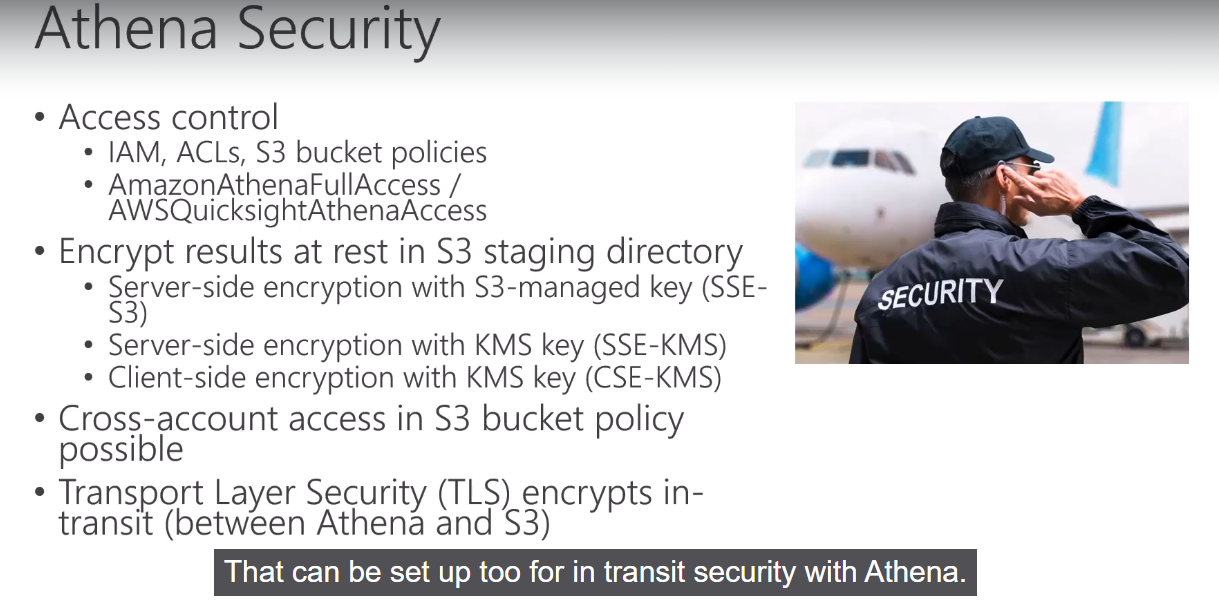 Athena Security
• Access control
• IAM, ACLs, S3 bucket policies
• AmazonAthenaFullAccess /
AWSQuicksightAthenaAccess
• Encrypt results at rest in S3 staging directory
• Server-side encryption with S3-managed key (SSE-
S3)
• Server-side encryption with KMS key (SSE-KMS)
• Client-side encryption with KMS key (CSE-KMS)
• Cross-account access in S3 bucket policy
possible
• Transport Layer Security (TLS) encrypts in-
transit (between Athena and S3)
SECURITY
That can be set up too for in transit security with Athena.